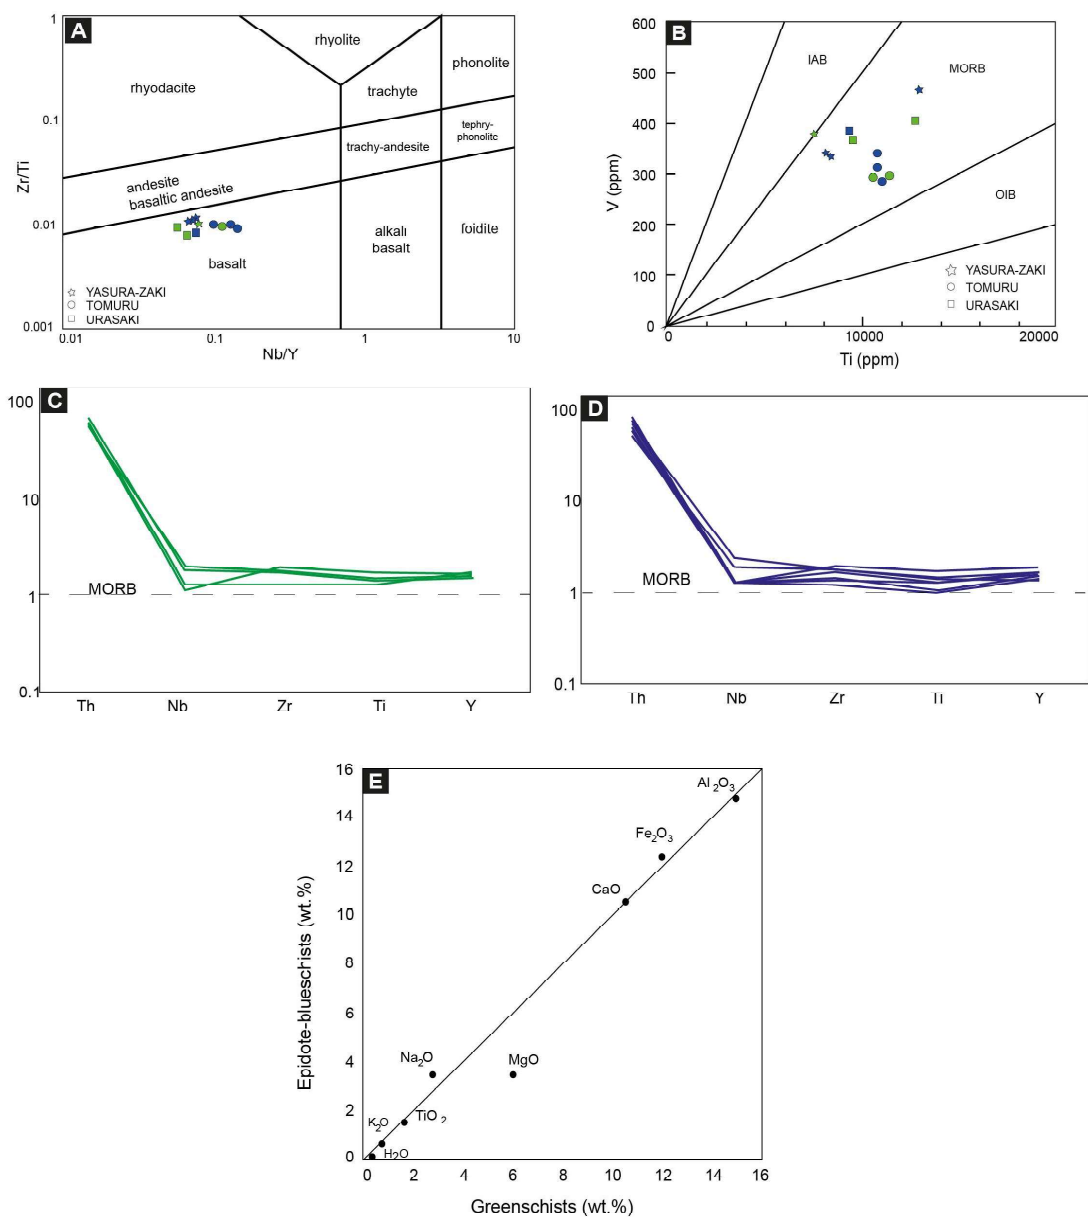 A
1
rhyolite
phonolite
rhyodacite
trachyte
0.1
tephry-
phonolite
trachy-andesite
Zr/Ti
andesite
basaltic andesite
0.01
alkali
basalt
foidite
basalt
YASURA-ZAKI
TOMURU
URASAKI
0.001
0.01
0.1
1
10
Nb/Y
B
600
IAB
MORB
500
400
300
V (ppm)
OIB
200
100
YASURA-ZAKI
TOMURU
URASAKI
0
0
10000
20000
Ti (ppm)
C
100
10
MORB
1
0.1
Th
Nb
Zr
Ti
Y
D
100
10
MORB
1
0.1
Th
Nb
Zr
Ti
Y
E
16
Al2O3
14
Fe2O3
12
CaO
10
8
6
Epidote-blueschists (wt.%)
4
Na2O
MgO
2
K2O
TiO2
H2O
0
0 2 4 6 8 10 12 14 16
Greenschists (wt.%)